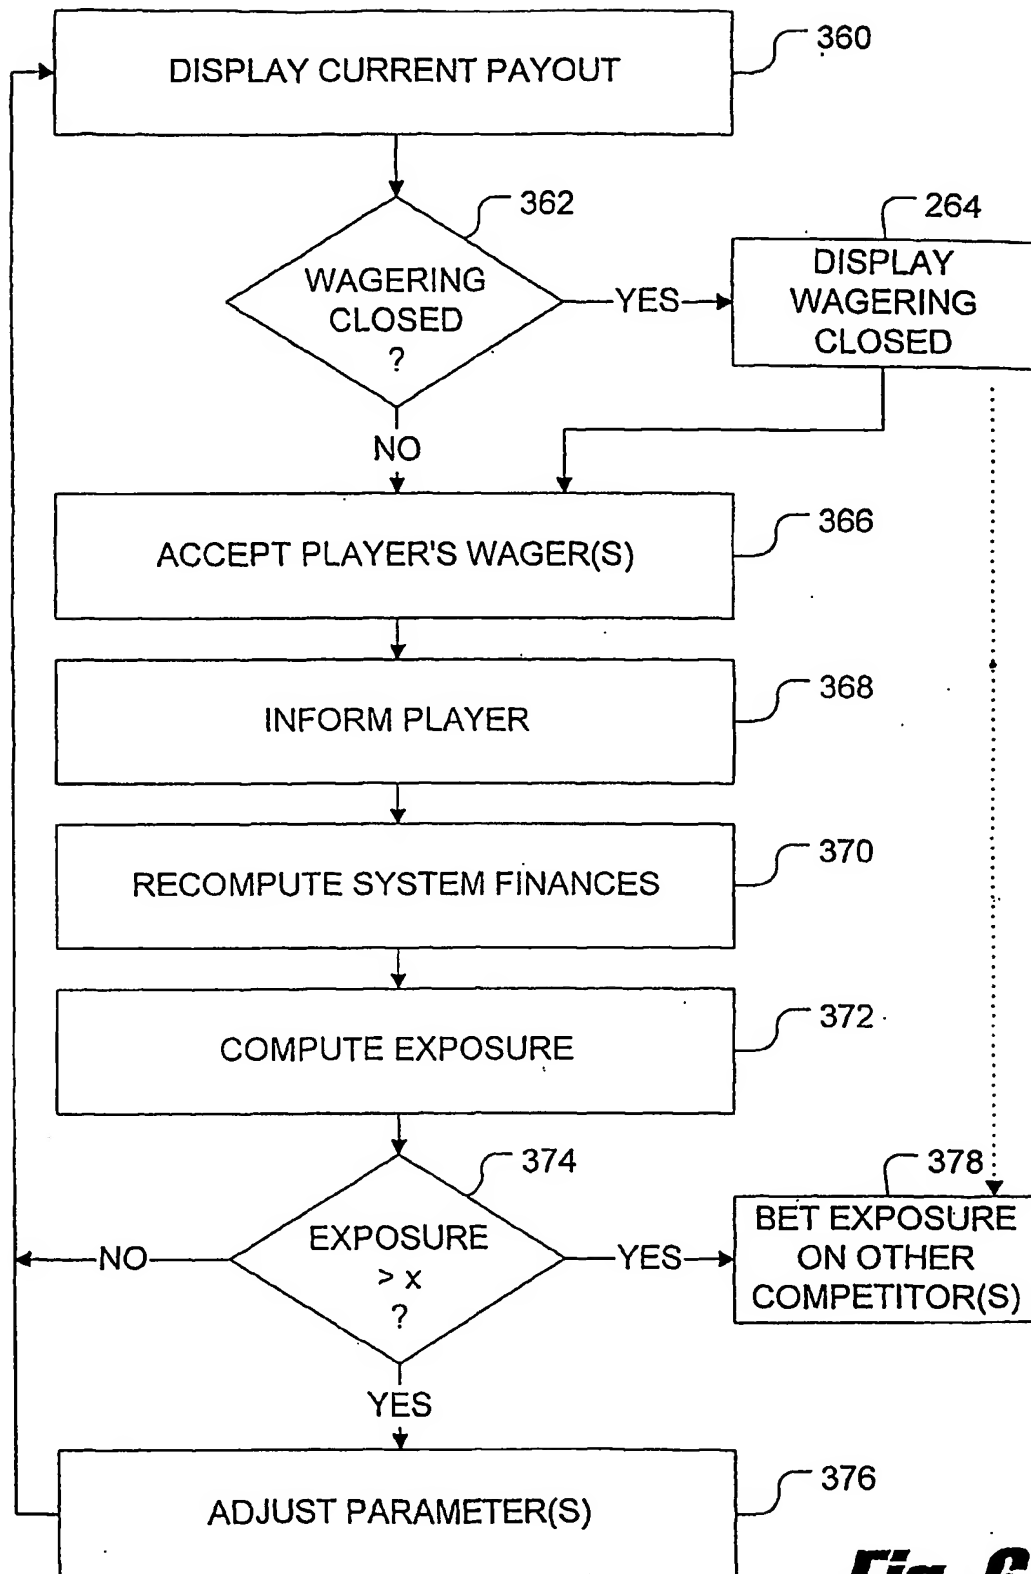 DISPLAY CURRENT PAYOUT
360
WAGERING
CLOSED
?
362
YES
264
DISPLAY
WAGERING
CLOSED
NO
ACCEPT PLAYER'S WAGER(S)
366
INFORM PLAYER
368
RECOMPUTE SYSTEM FINANCES
370
COMPUTE EXPOSURE
372
EXPOSURE
> x
?
374
NO
YES
378
BET EXPOSURE
ON OTHER
COMPETITOR(S)
YES
ADJUST PARAMETER(S)
376
Fig. 6